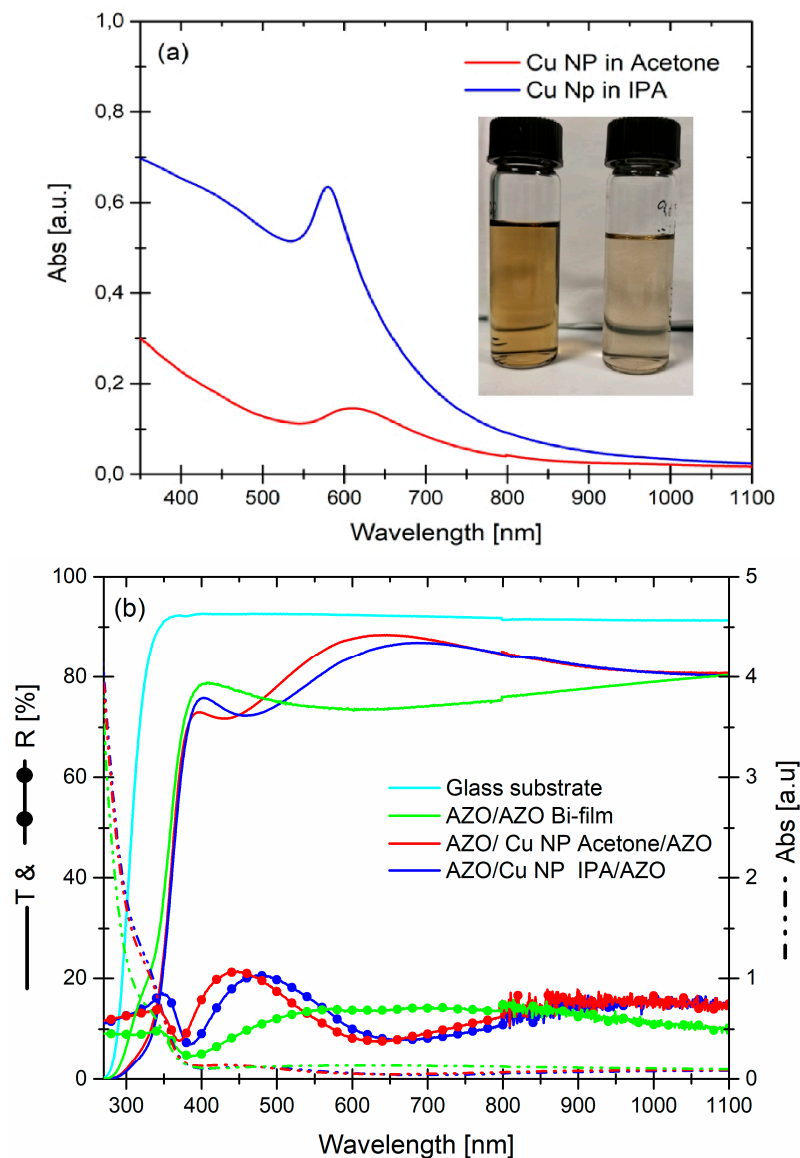 (a)
Cu NP in Acetone
Cu Np in IPA
1,0
0,8
0,6
0,4
0,2
0,0
Abs [a.u.]
400 500 600 700 800 900 1000 1100
Wavelength [nm]
(b)
100
80
60
40
20
0
T & R [%]
5
4
3
2
1
0
Abs [a.u]
Glass substrate
AZO/AZO Bi-film
AZO/ Cu NP Acetone/AZO
AZO/Cu NP IPA/AZO
300 400 500 600 700 800 900 1000 1100
Wavelength [nm]